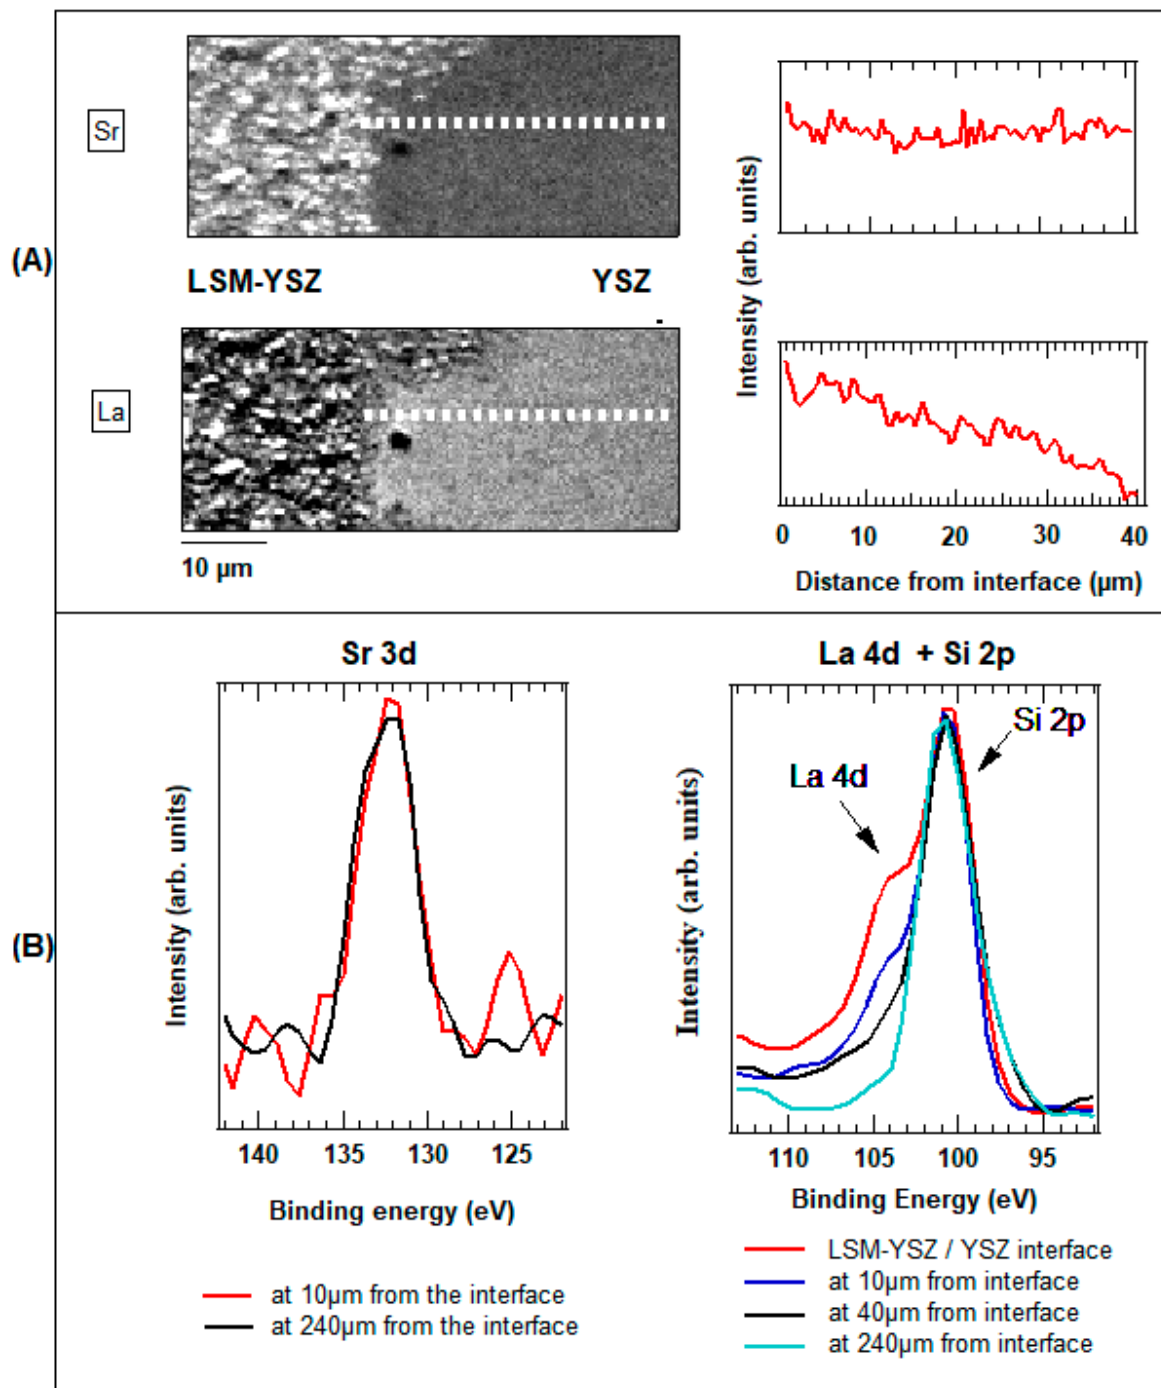 (A)
Sr
LSM-YSZ YSZ
La
10 µm
Intensity (arb. units)
0 10 20 30 40
Distance from interface (µm)
(B)
Sr 3d
Intensity (arb. units)
140 135 130 125
Binding energy (eV)
at 10µm from the interface
at 240µm from the interface
La 4d + Si 2p
Si 2p
La 4d
Intensity (arb. units)
110 105 100 95
Binding Energy (eV)
LSM-YSZ / YSZ interface
at 10µm from interface
at 40µm from interface
at 240µm from interface